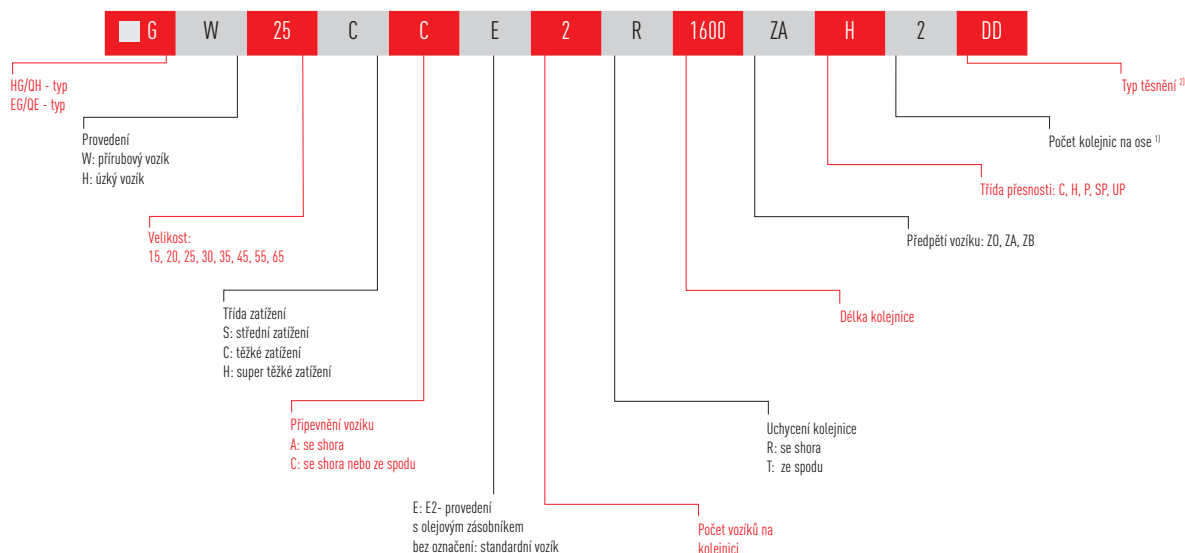 G W 25 C C E 2 R 1600 ZA H 2 DD
HG/QH - typ
EG/QE - typ
Typ těsnění ²⁾
Provedení
W: přírubový vozík
H: úzký vozík
Počet kolejnic na ose ¹⁾
Třída přesnosti: C, H, P, SP, UP
Velikost:
15, 20, 25, 30, 35, 45, 55, 65
Předpětí vozíku: Z0, ZA, ZB
Třída zatížení
S: střední zatížení
C: těžké zatížení
H: super těžké zatížení
Délka kolejnice
Připevnění vozíku
A: se shora
C: se shora nebo ze spodu
Uchycení kolejnice
R: se shora
T: ze spodu
E: E2- provedení
s olejovým zásobníkem
bez označení: standardní vozík
Počet vozíků na
kolejnici